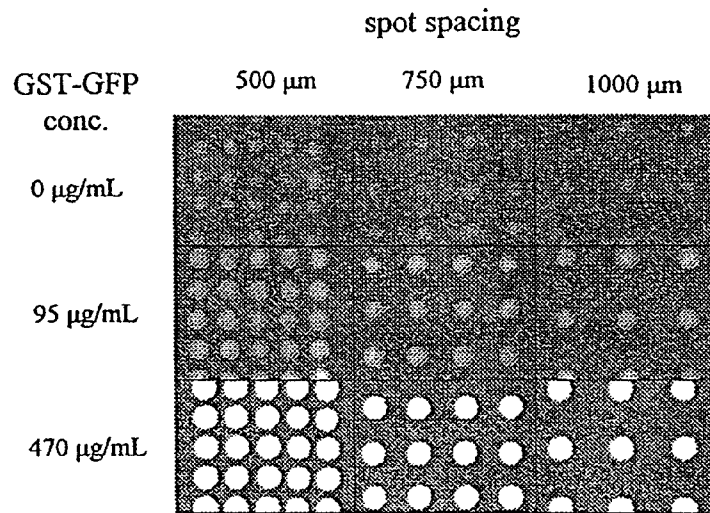 spot spacing
GST-GFP conc.
500 µm 750 µm 1000 µm
0 µg/mL
95 µg/mL
470 µg/mL